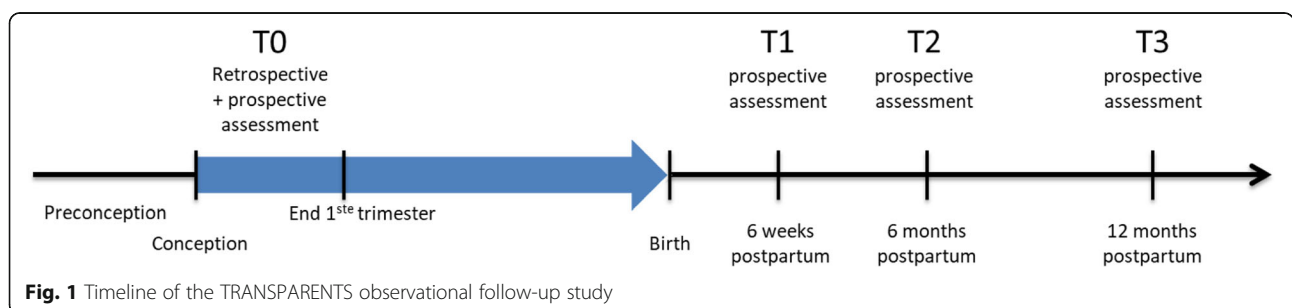 T0
Retrospective
+ prospective
assessment
T1
prospective
assessment
T2
prospective
assessment
T3
prospective
assessment
Preconception
Conception
End 1ste trimester
Birth
6 weeks
postpartum
6 months
postpartum
12 months
postpartum
Fig. 1 Timeline of the TRANSPARENTS observational follow-up study